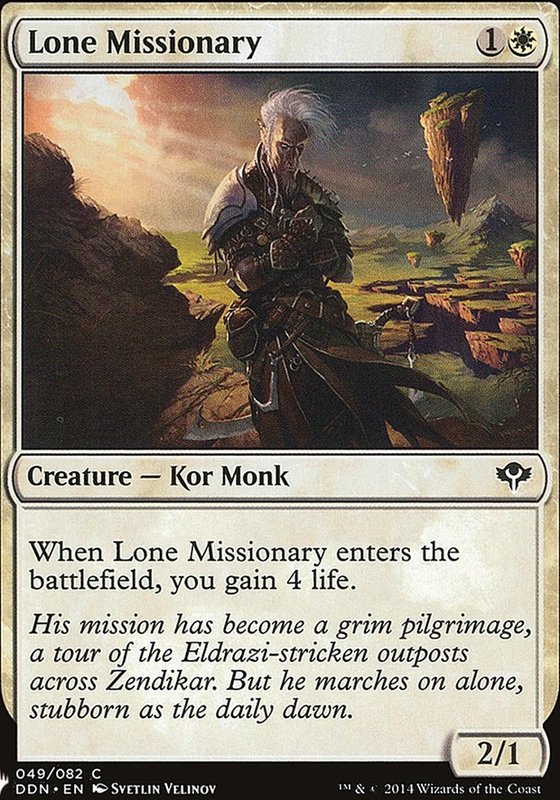 Lone Missionary 1
Creature — Kor Monk
When Lone Missionary enters the
battlefield, you gain 4 life.
His mission has become a grim pilgrimage,
a tour of the Eldrazi-stricken outposts
across Zendikar. But he marches on alone,
stubborn as the daily dawn.
2/1
049/082 C
DDN • EN Svetlin Velinov
™ & © 2014 Wizards of the Coast